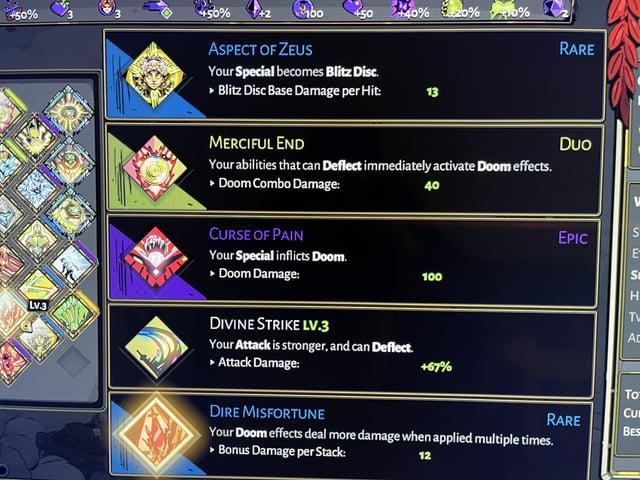 +50% 3 3 +50% +2 100 +50 +40% +20% +10% 2
ASPECT OF ZEUS RARE
Your Special becomes Blitz Disc.
▸ Blitz Disc Base Damage per Hit: 13
MERCIFUL END DUO
Your abilities that can Deflect immediately activate Doom effects.
▸ Doom Combo Damage: 40
CURSE OF PAIN EPIC
Your Special inflicts Doom.
▸ Doom Damage: 100
LV.3
DIVINE STRIKE LV.3
Your Attack is stronger, and can Deflect.
▸ Attack Damage: +67%
DIRE MISFORTUNE RARE
Your Doom effects deal more damage when applied multiple times.
▸ Bonus Damage per Stack: 12